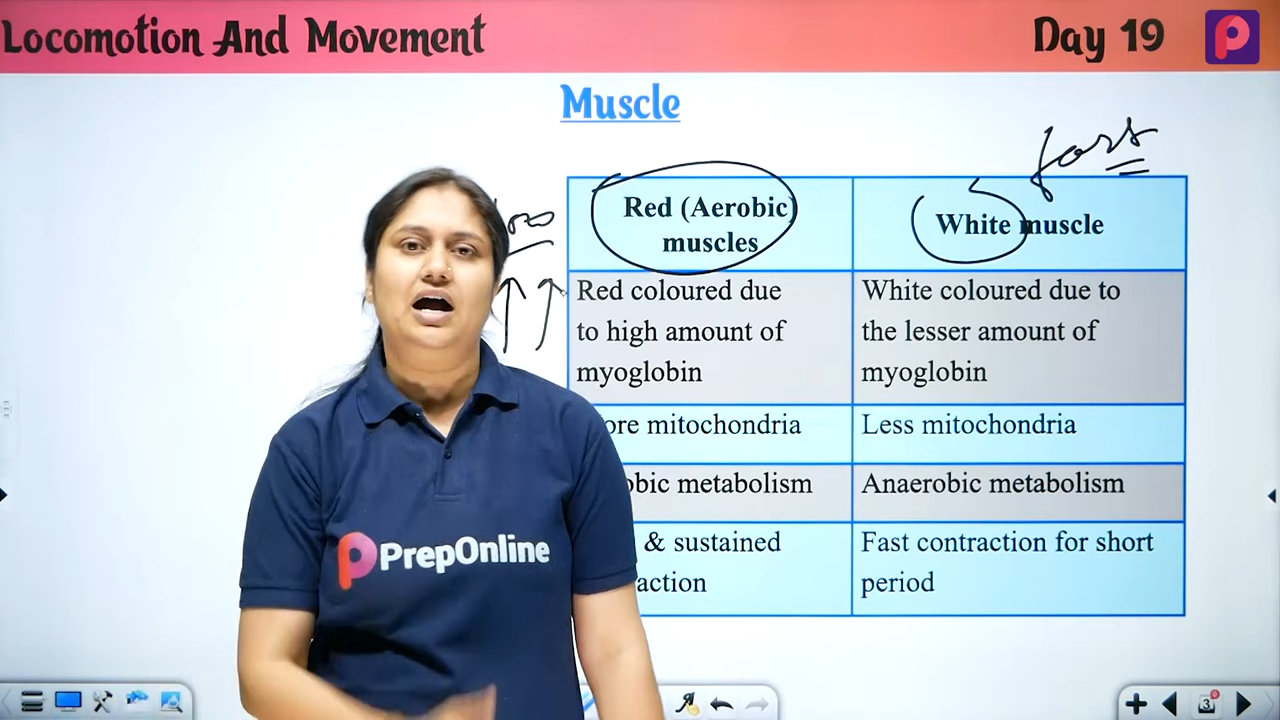 Locomotion And Movement
Day 19
Muscle
fast
Red (Aerobic)
muscles
White muscle
Red coloured due
to high amount of
myoglobin
White coloured due to
the lesser amount of
myoglobin
ore mitochondria
Less mitochondria
obic metabolism
Anaerobic metabolism
& sustained
action
Fast contraction for short
period
PrepOnline
3